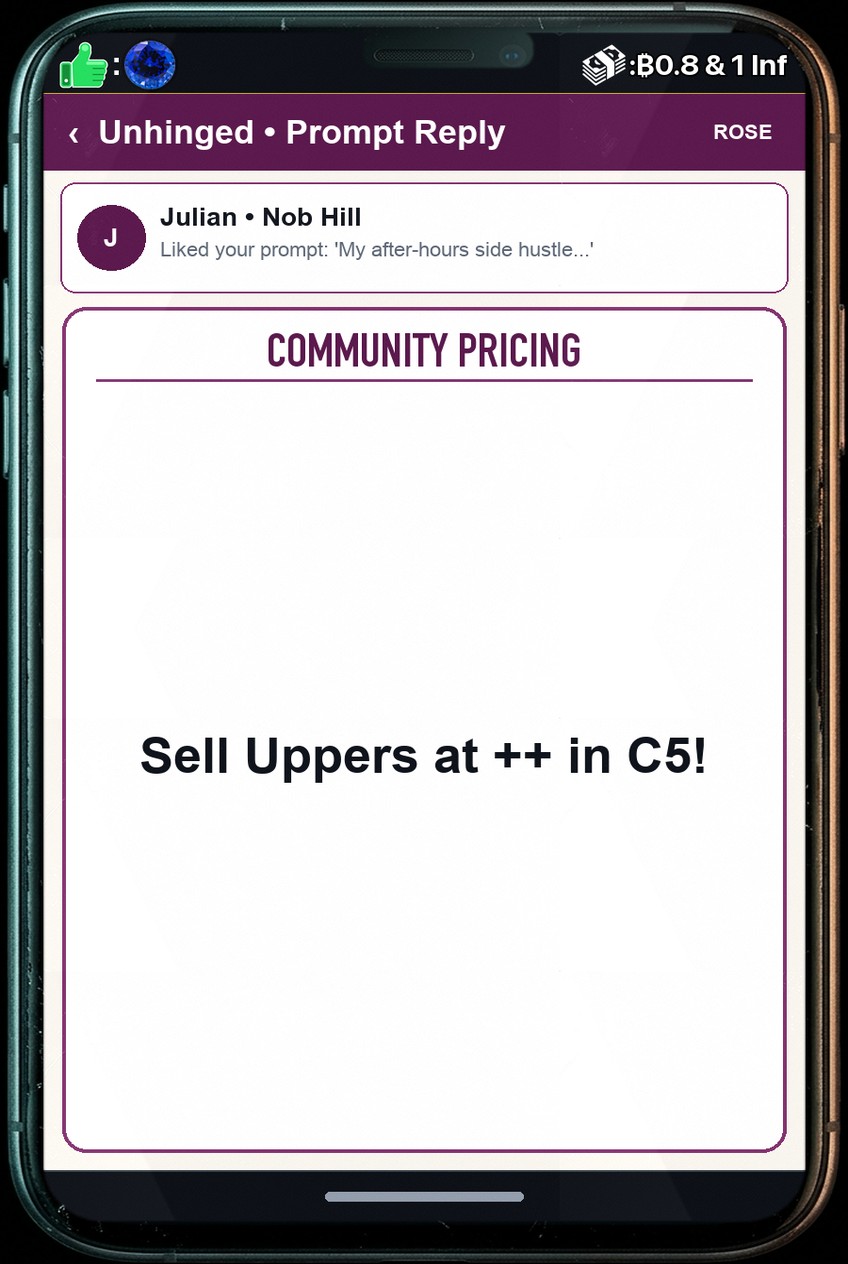 : :₿0.8 & 1 Inf
‹ Unhinged • Prompt Reply ROSE
J
Julian • Nob Hill
Liked your prompt: 'My after-hours side hustle...'
COMMUNITY PRICING
Sell Uppers at ++ in C5!